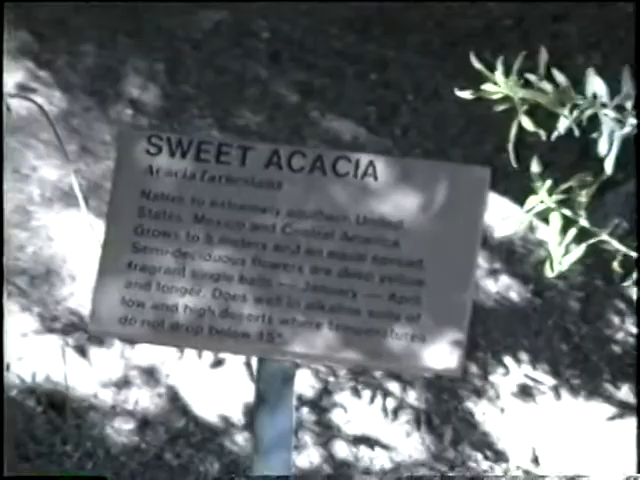 SWEET ACACIA
Acacia farnesiana
Native to extremely southern United
States, Mexico and Central America.
Grows to 5 meters and an equal spread.
Semi-deciduous flowers are deep yellow
fragrant single balls — January — April
and longer. Does well in alkaline soils of
low and high deserts where temperatures
do not drop below 15°